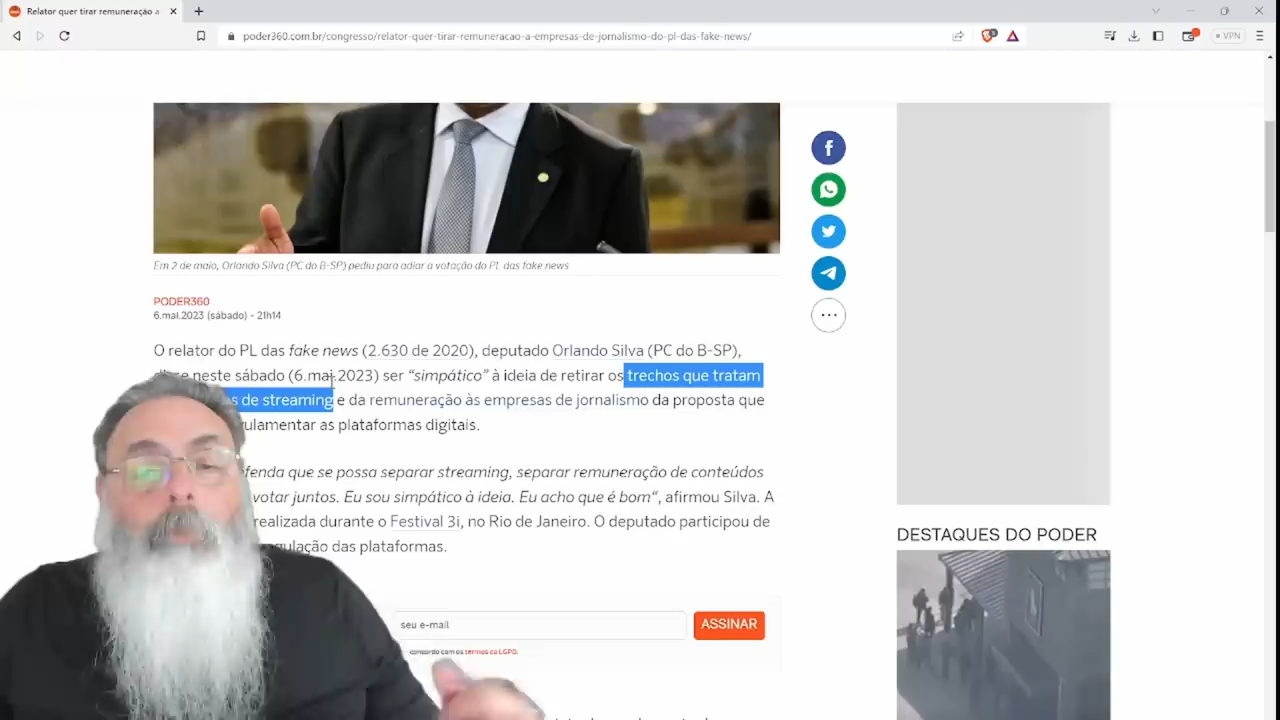 Relator quer tirar remuneração a
poder360.com.br/congresso/relator-quer-tirar-remuneracao-a-empresas-de-jornalismo-do-pl-das-fake-news/
VPN
Em 2 de maio, Orlando Silva (PC do B-SP) pediu para adiar a votação do PL das fake news
PODER360
6.mai.2023 (sábado) - 21h14
O relator do PL das fake news (2.630 de 2020), deputado Orlando Silva (PC do B-SP),
neste sábado (6.mai.2023) ser “simpático” à ideia de retirar os trechos que tratam
de streaming e da remuneração às empresas de jornalismo da proposta que
as plataformas digitais.
que se possa separar streaming, separar remuneração de conteúdos
votar juntos. Eu sou simpático à ideia. Eu acho que é bom“, afirmou Silva. A
realizada durante o Festival 3i, no Rio de Janeiro. O deputado participou de
das plataformas.
seu e-mail
ASSINAR
concordo com os termos da LGPD.
DESTAQUES DO PODER